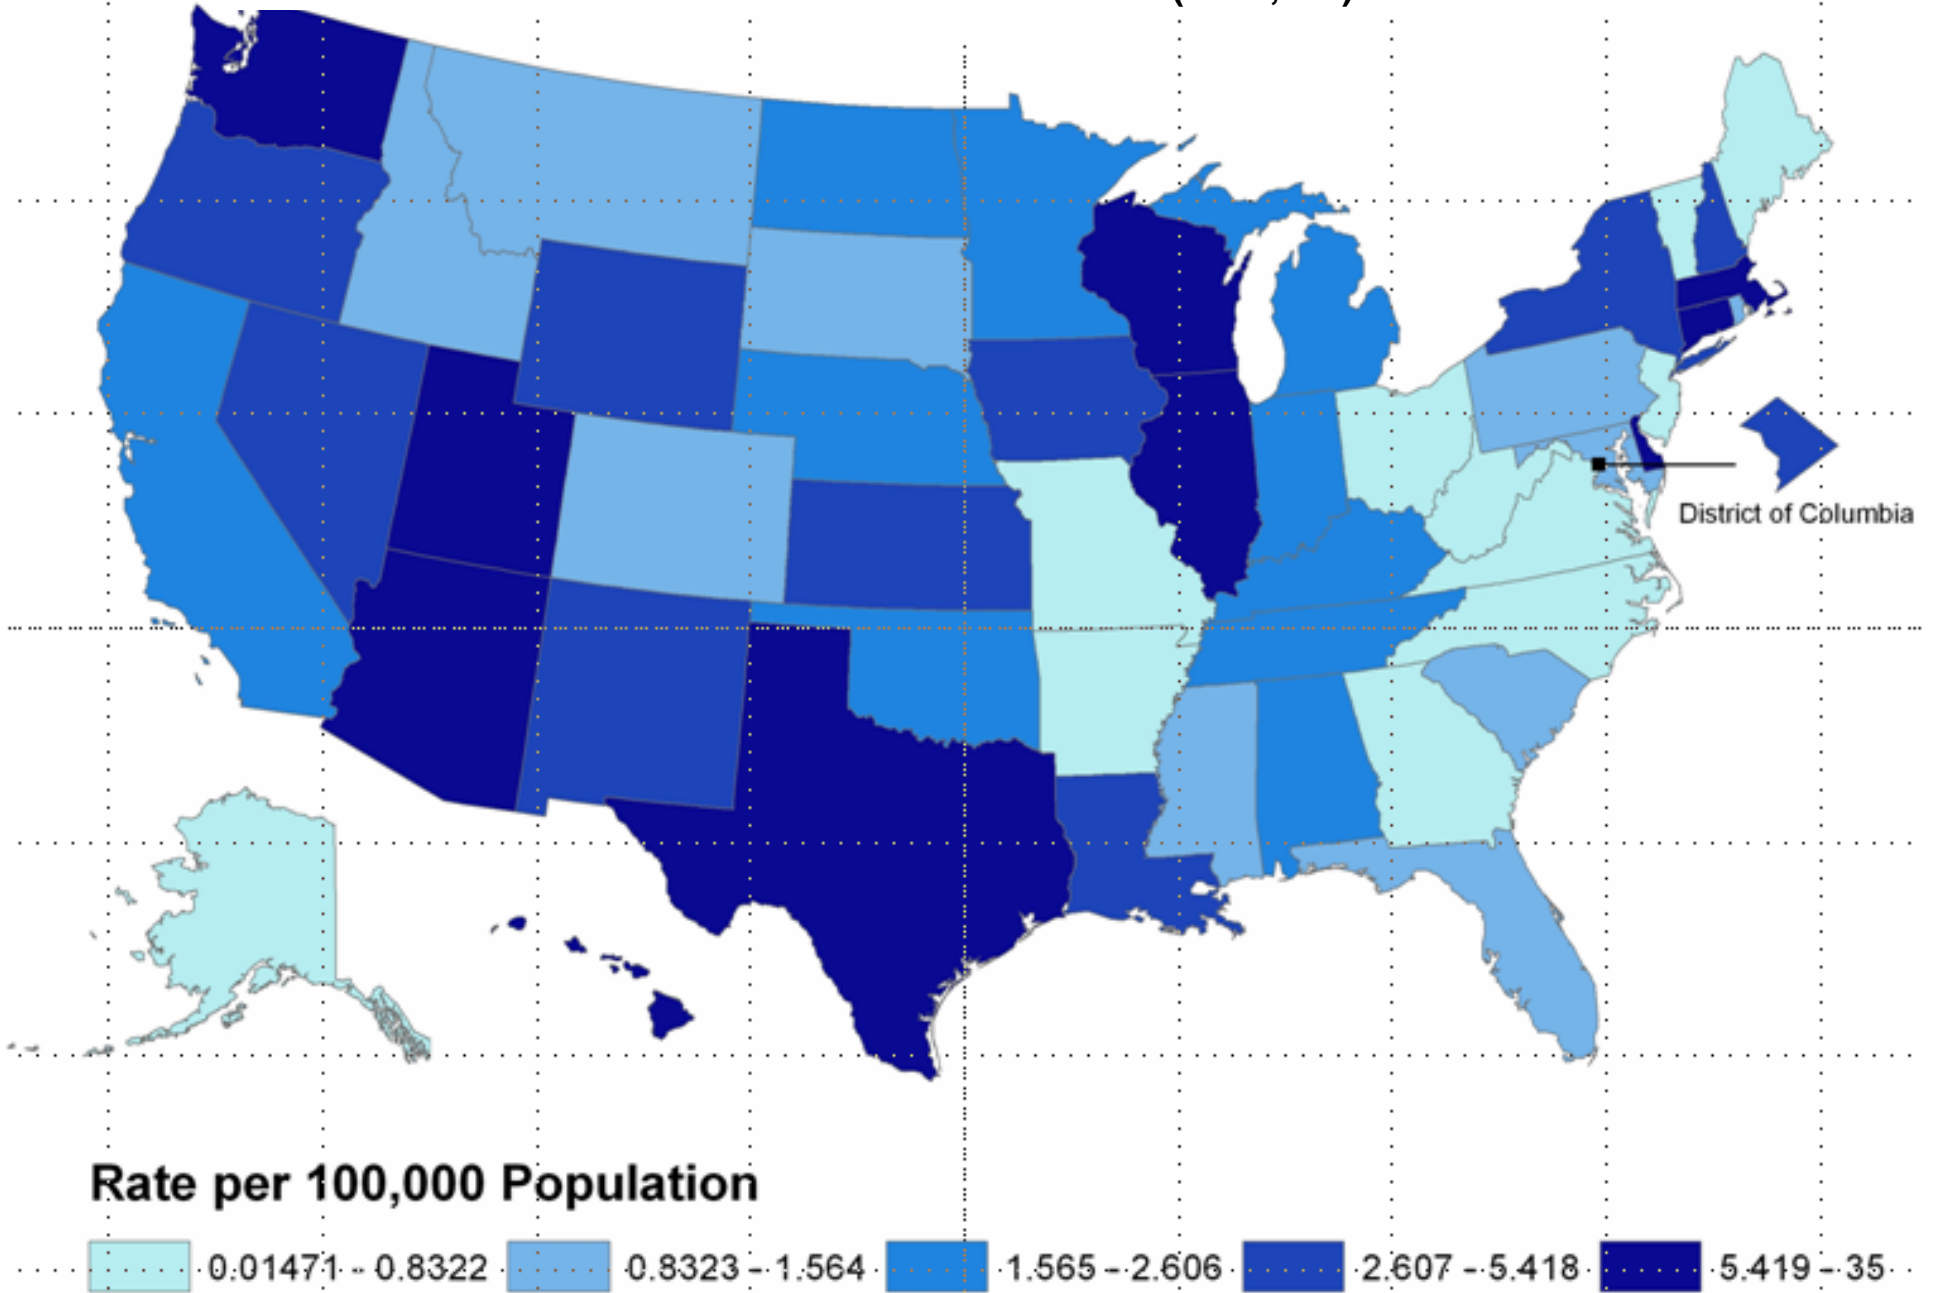 District of Columbia
Rate per 100,000 Population
0.01471 - 0.8322 0.8323 - 1.564 1.565 - 2.606 2.607 - 5.418 5.419 - 35